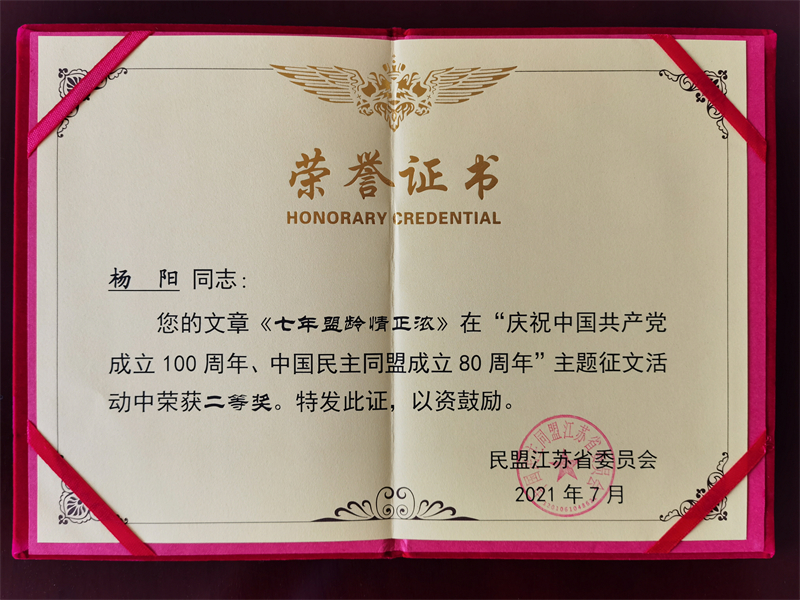 荣誉证书
HONORARY CREDENTIAL
杨 阳 同志：
您的文章《七年盟龄情正浓》在“庆祝中国共产党
成立100周年、中国民主同盟成立80周年”主题征文活
动中荣获二等奖。特发此证，以资鼓励。
民盟江苏省委员会
2021年7月